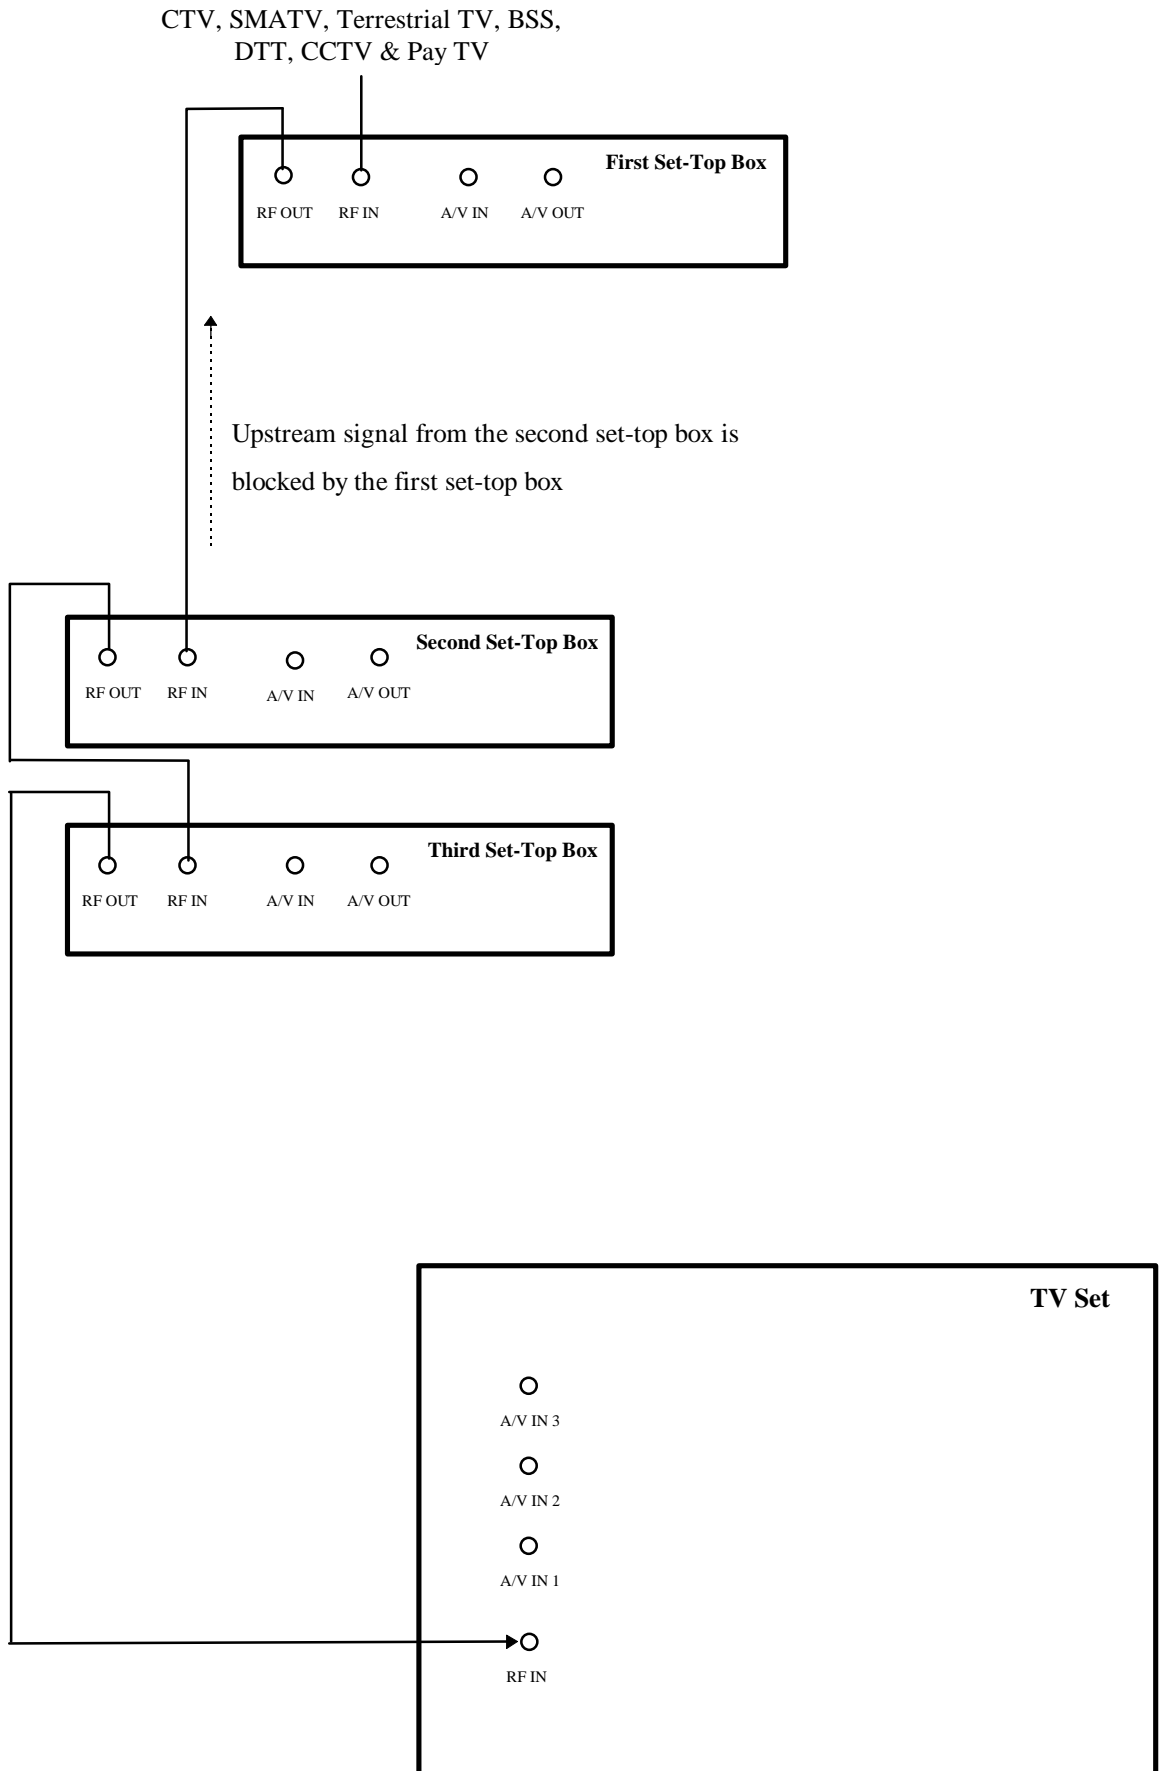 CTV, SMATV, Terrestrial TV, BSS,
DTT, CCTV & Pay TV
First Set-Top Box
RF OUT RF IN A/V IN A/V OUT
Upstream signal from the second set-top box is
blocked by the first set-top box
Second Set-Top Box
RF OUT RF IN A/V IN A/V OUT
Third Set-Top Box
RF OUT RF IN A/V IN A/V OUT
TV Set
A/V IN 3
A/V IN 2
A/V IN 1
RF IN